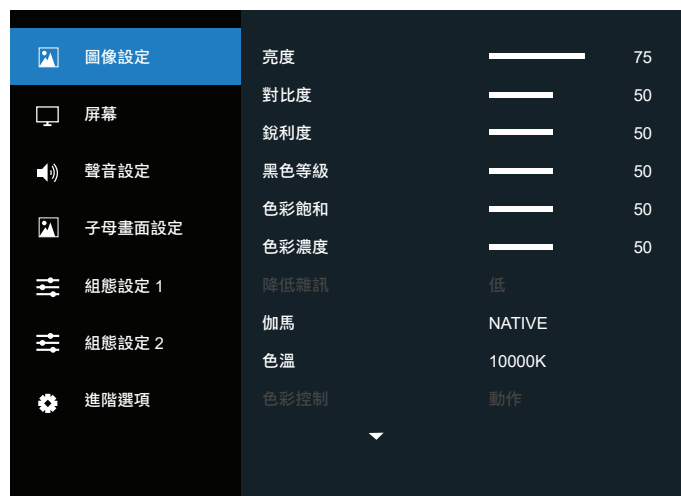 圖像設定
屏幕
聲音設定
子母畫面設定
組態設定 1
組態設定 2
進階選項
亮度 75
對比度 50
銳利度 50
黑色等級 50
色彩飽和 50
色彩濃度 50
降低雜訊 低
伽馬 NATIVE
色溫 10000K
色彩控制 動作